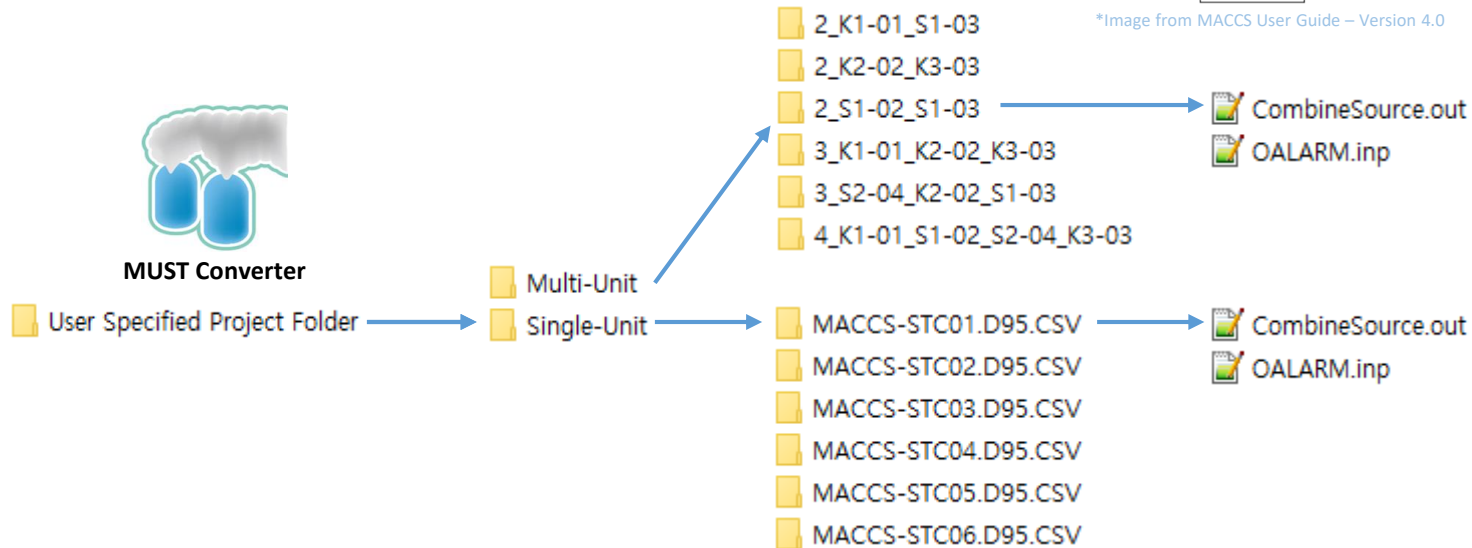 *Image from MACCS User Guide – Version 4.0
MUST Converter
User Specified Project Folder
Multi-Unit
Single-Unit
2_K1-01_S1-03
2_K2-02_K3-03
2_S1-02_S1-03
3_K1-01_K2-02_K3-03
3_S2-04_K2-02_S1-03
4_K1-01_S1-02_S2-04_K3-03
CombineSource.out
OALARM.inp
MACCS-STC01.D95.CSV
MACCS-STC02.D95.CSV
MACCS-STC03.D95.CSV
MACCS-STC04.D95.CSV
MACCS-STC05.D95.CSV
MACCS-STC06.D95.CSV
CombineSource.out
OALARM.inp